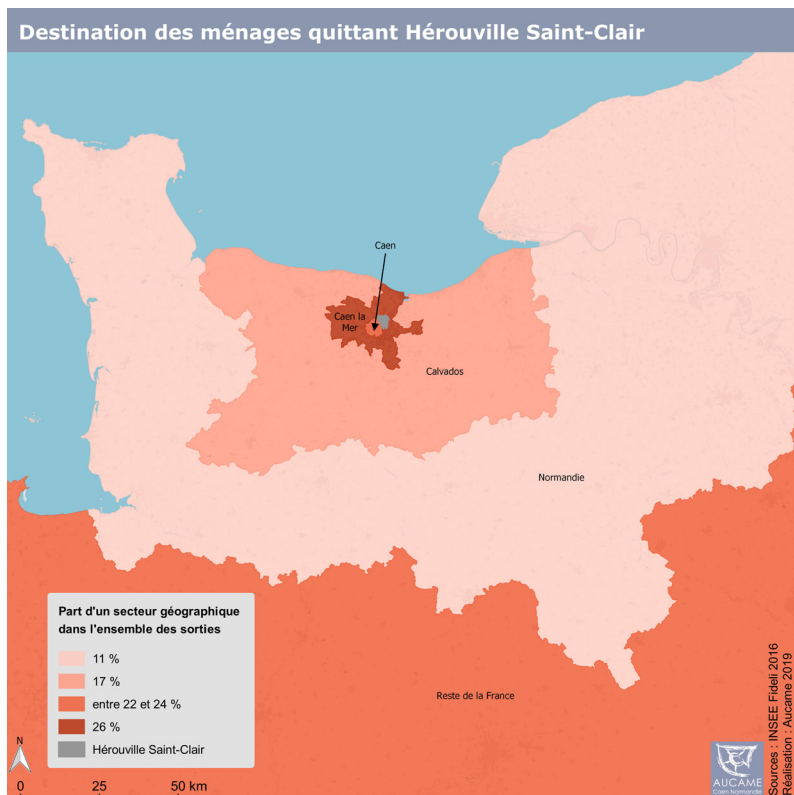 Destination des ménages quittant Hérouville Saint-Clair
Caen
Caen la
Mer
Calvados
Normandie
Reste de la France
Part d'un secteur géographique
dans l'ensemble des sorties
11 %
17 %
entre 22 et 24 %
26 %
Hérouville Saint-Clair
N
0 25 50 km
AUCAME
Caen Normandie
Sources : INSEE Fideli 2016
Réalisation : Aucame 2019